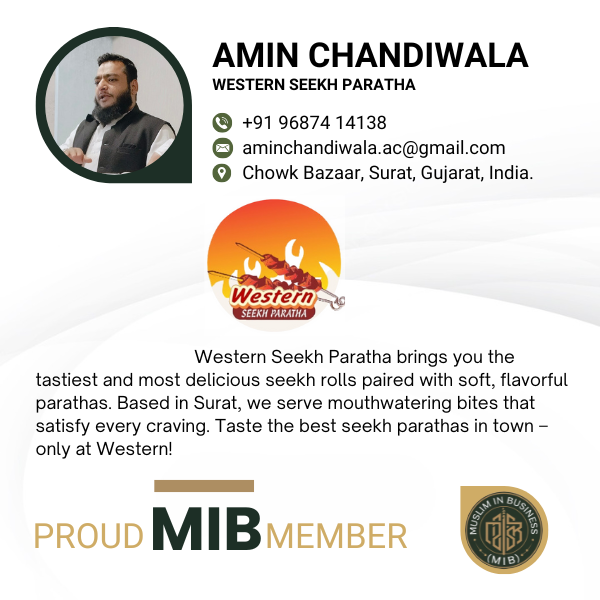 AMIN CHANDIWALA
WESTERN SEEKH PARATHA
+91 96874 14138
aminchandiwala.ac@gmail.com
Chowk Bazaar, Surat, Gujarat, India.
Western
SEEKH PARATHA
Western Seekh Paratha brings you the
tastiest and most delicious seekh rolls paired with soft, flavorful
parathas. Based in Surat, we serve mouthwatering bites that
satisfy every craving. Taste the best seekh parathas in town –
only at Western!
PROUD MIB MEMBER
MUSLIM IN BUSINESS
(MIB)